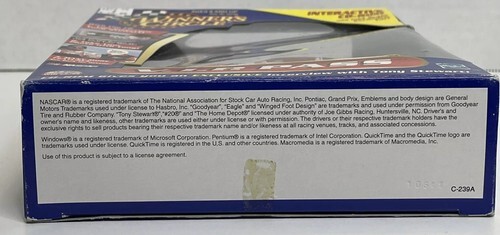 WINNERS
INTERACTIVE
NASCAR® is a registered trademark of The National Association for Stock Car Auto Racing, Inc. Pontiac, Grand Prix, Emblems and body design are General
Motors Trademarks used under license to Hasbro, Inc. "Goodyear", "Eagle" and "Winged Foot Design" are trademarks and used under permission from Goodyear
Tire and Rubber Company. "Tony Stewart®", "#20®" and "The Home Depot® licensed under authority of Joe Gibbs Racing, Huntersville, NC. Driver's and
owner's name and likeness, other trademarks are used either under license or with permission. The drivers or their respective trademark holders have the
exclusive rights to sell products bearing their respective trademark name and/or likeness at all racing venues, tracks, and associated concessions.
Windows® is a registered trademark of Microsoft Corporation. Pentium® is a registered trademark of Intel Corporation. QuickTime and the QuickTime logo are
trademarks used under license. QuickTime is registered in the U.S. and other countries. Macromedia is a registered trademark of Macromedia, Inc.
Use of this product is subject to a license agreement.
C-239A